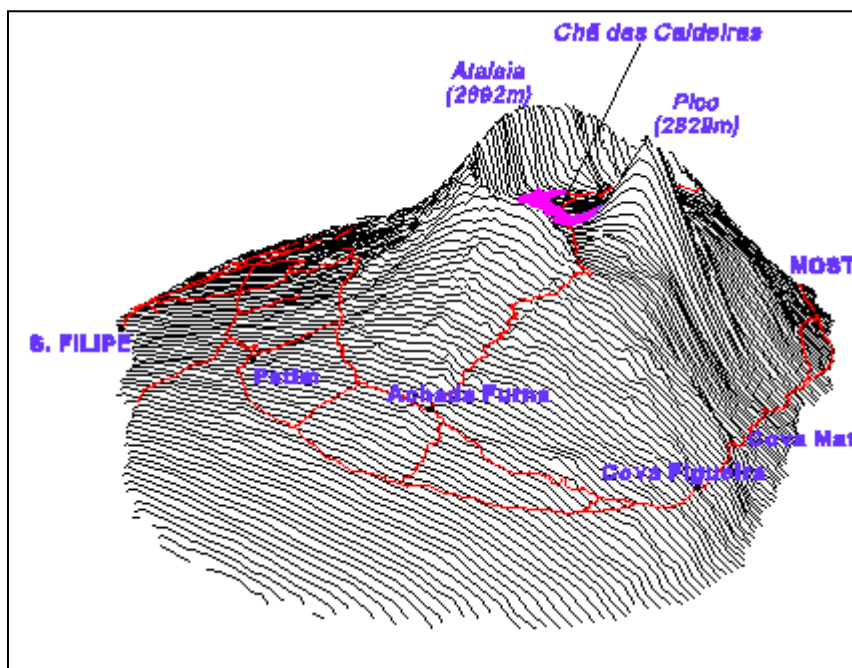 Chã das Caldeiras
Atalaia
(2692m)
Pico
(2829m)
MOST
S. FILIPE
Patim
Achada Furna
Cova Mat
Cova Figueira